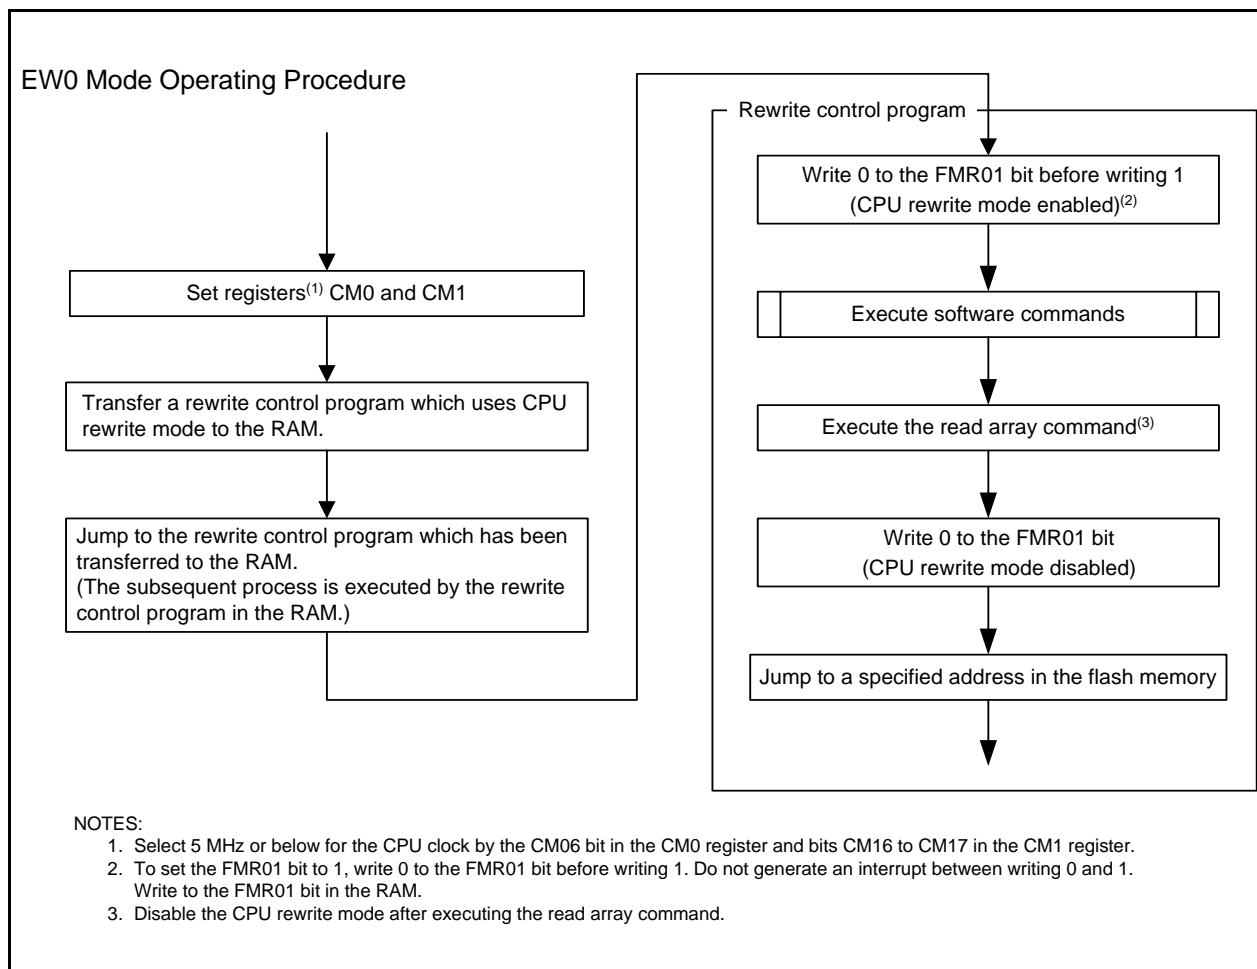 EW0 Mode Operating Procedure
Set registers(1) CM0 and CM1
Transfer a rewrite control program which uses CPU
rewrite mode to the RAM.
Jump to the rewrite control program which has been
transferred to the RAM.
(The subsequent process is executed by the rewrite
control program in the RAM.)
Rewrite control program
Write 0 to the FMR01 bit before writing 1
(CPU rewrite mode enabled)(2)
Execute software commands
Execute the read array command(3)
Write 0 to the FMR01 bit
(CPU rewrite mode disabled)
Jump to a specified address in the flash memory
NOTES:
1. Select 5 MHz or below for the CPU clock by the CM06 bit in the CM0 register and bits CM16 to CM17 in the CM1 register.
2. To set the FMR01 bit to 1, write 0 to the FMR01 bit before writing 1. Do not generate an interrupt between writing 0 and 1.
Write to the FMR01 bit in the RAM.
3. Disable the CPU rewrite mode after executing the read array command.